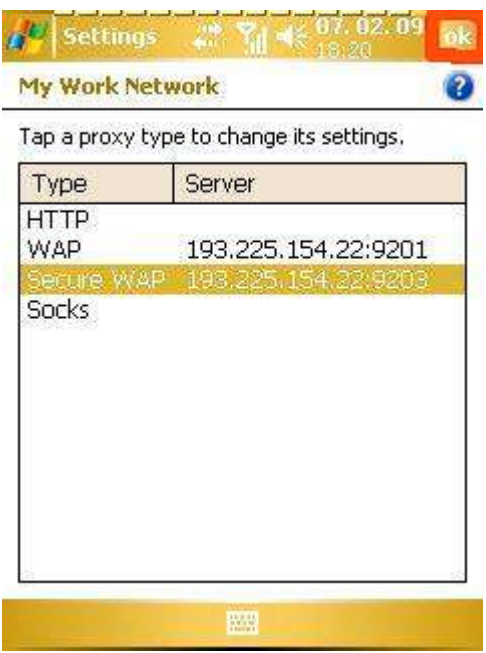 Settings 07. 02. 09 ok
18:20
My Work Network ?
Tap a proxy type to change its settings.
Type Server
HTTP
WAP 193.225.154.22:9201
Secure WAP 193.225.154.22:9203
Socks